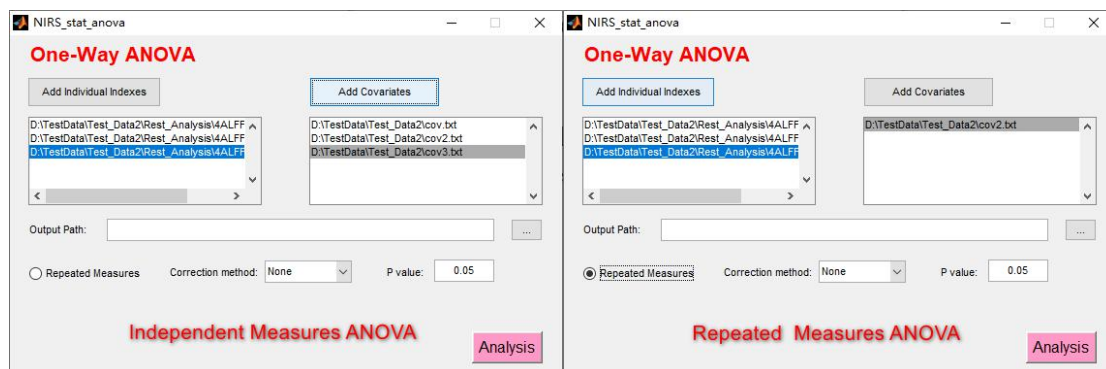 NIRS_stat_anova
One-Way ANOVA
Add Individual Indexes
Add Covariates
D:\TestData\Test_Data2\Rest_Analysis\4ALFF
D:\TestData\Test_Data2\Rest_Analysis\4ALFF
D:\TestData\Test_Data2\Rest_Analysis\4ALFF
D:\TestData\Test_Data2\cov.txt
D:\TestData\Test_Data2\cov2.txt
D:\TestData\Test_Data2\cov3.txt
Output Path:
...
Repeated Measures Correction method: None P value: 0.05
Independent Measures ANOVA
Analysis
NIRS_stat_anova
One-Way ANOVA
Add Individual Indexes
Add Covariates
D:\TestData\Test_Data2\Rest_Analysis\4ALFF
D:\TestData\Test_Data2\Rest_Analysis\4ALFF
D:\TestData\Test_Data2\Rest_Analysis\4ALFF
D:\TestData\Test_Data2\cov2.txt
Output Path:
...
Repeated Measures Correction method: None P value: 0.05
Repeated Measures ANOVA
Analysis